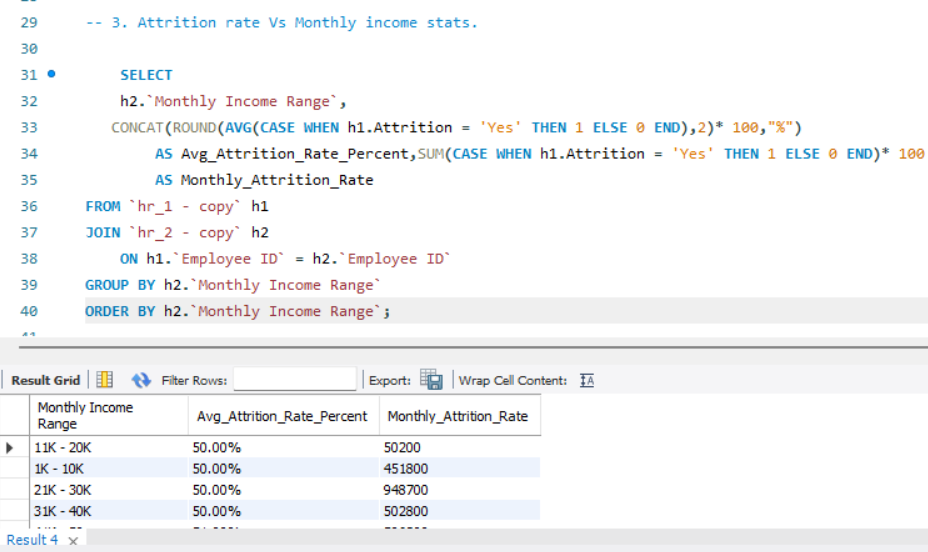 29 -- 3. Attrition rate Vs Monthly income stats.
30
31 SELECT
32 h2.`Monthly Income Range`,
33 CONCAT(ROUND(AVG(CASE WHEN h1.Attrition = 'Yes' THEN 1 ELSE 0 END),2)* 100,"%")
34 AS Avg_Attrition_Rate_Percent,SUM(CASE WHEN h1.Attrition = 'Yes' THEN 1 ELSE 0 END)* 100
35 AS Monthly_Attrition_Rate
36 FROM `hr_1 - copy` h1
37 JOIN `hr_2 - copy` h2
38 ON h1.`Employee ID` = h2.`Employee ID`
39 GROUP BY h2.`Monthly Income Range`
40 ORDER BY h2.`Monthly Income Range`;
Result Grid Filter Rows: Export: Wrap Cell Content: IA
Monthly Income
Range Avg_Attrition_Rate_Percent Monthly_Attrition_Rate
11K - 20K 50.00% 50200
1K - 10K 50.00% 451800
21K - 30K 50.00% 948700
31K - 40K 50.00% 502800
Result 4 ×